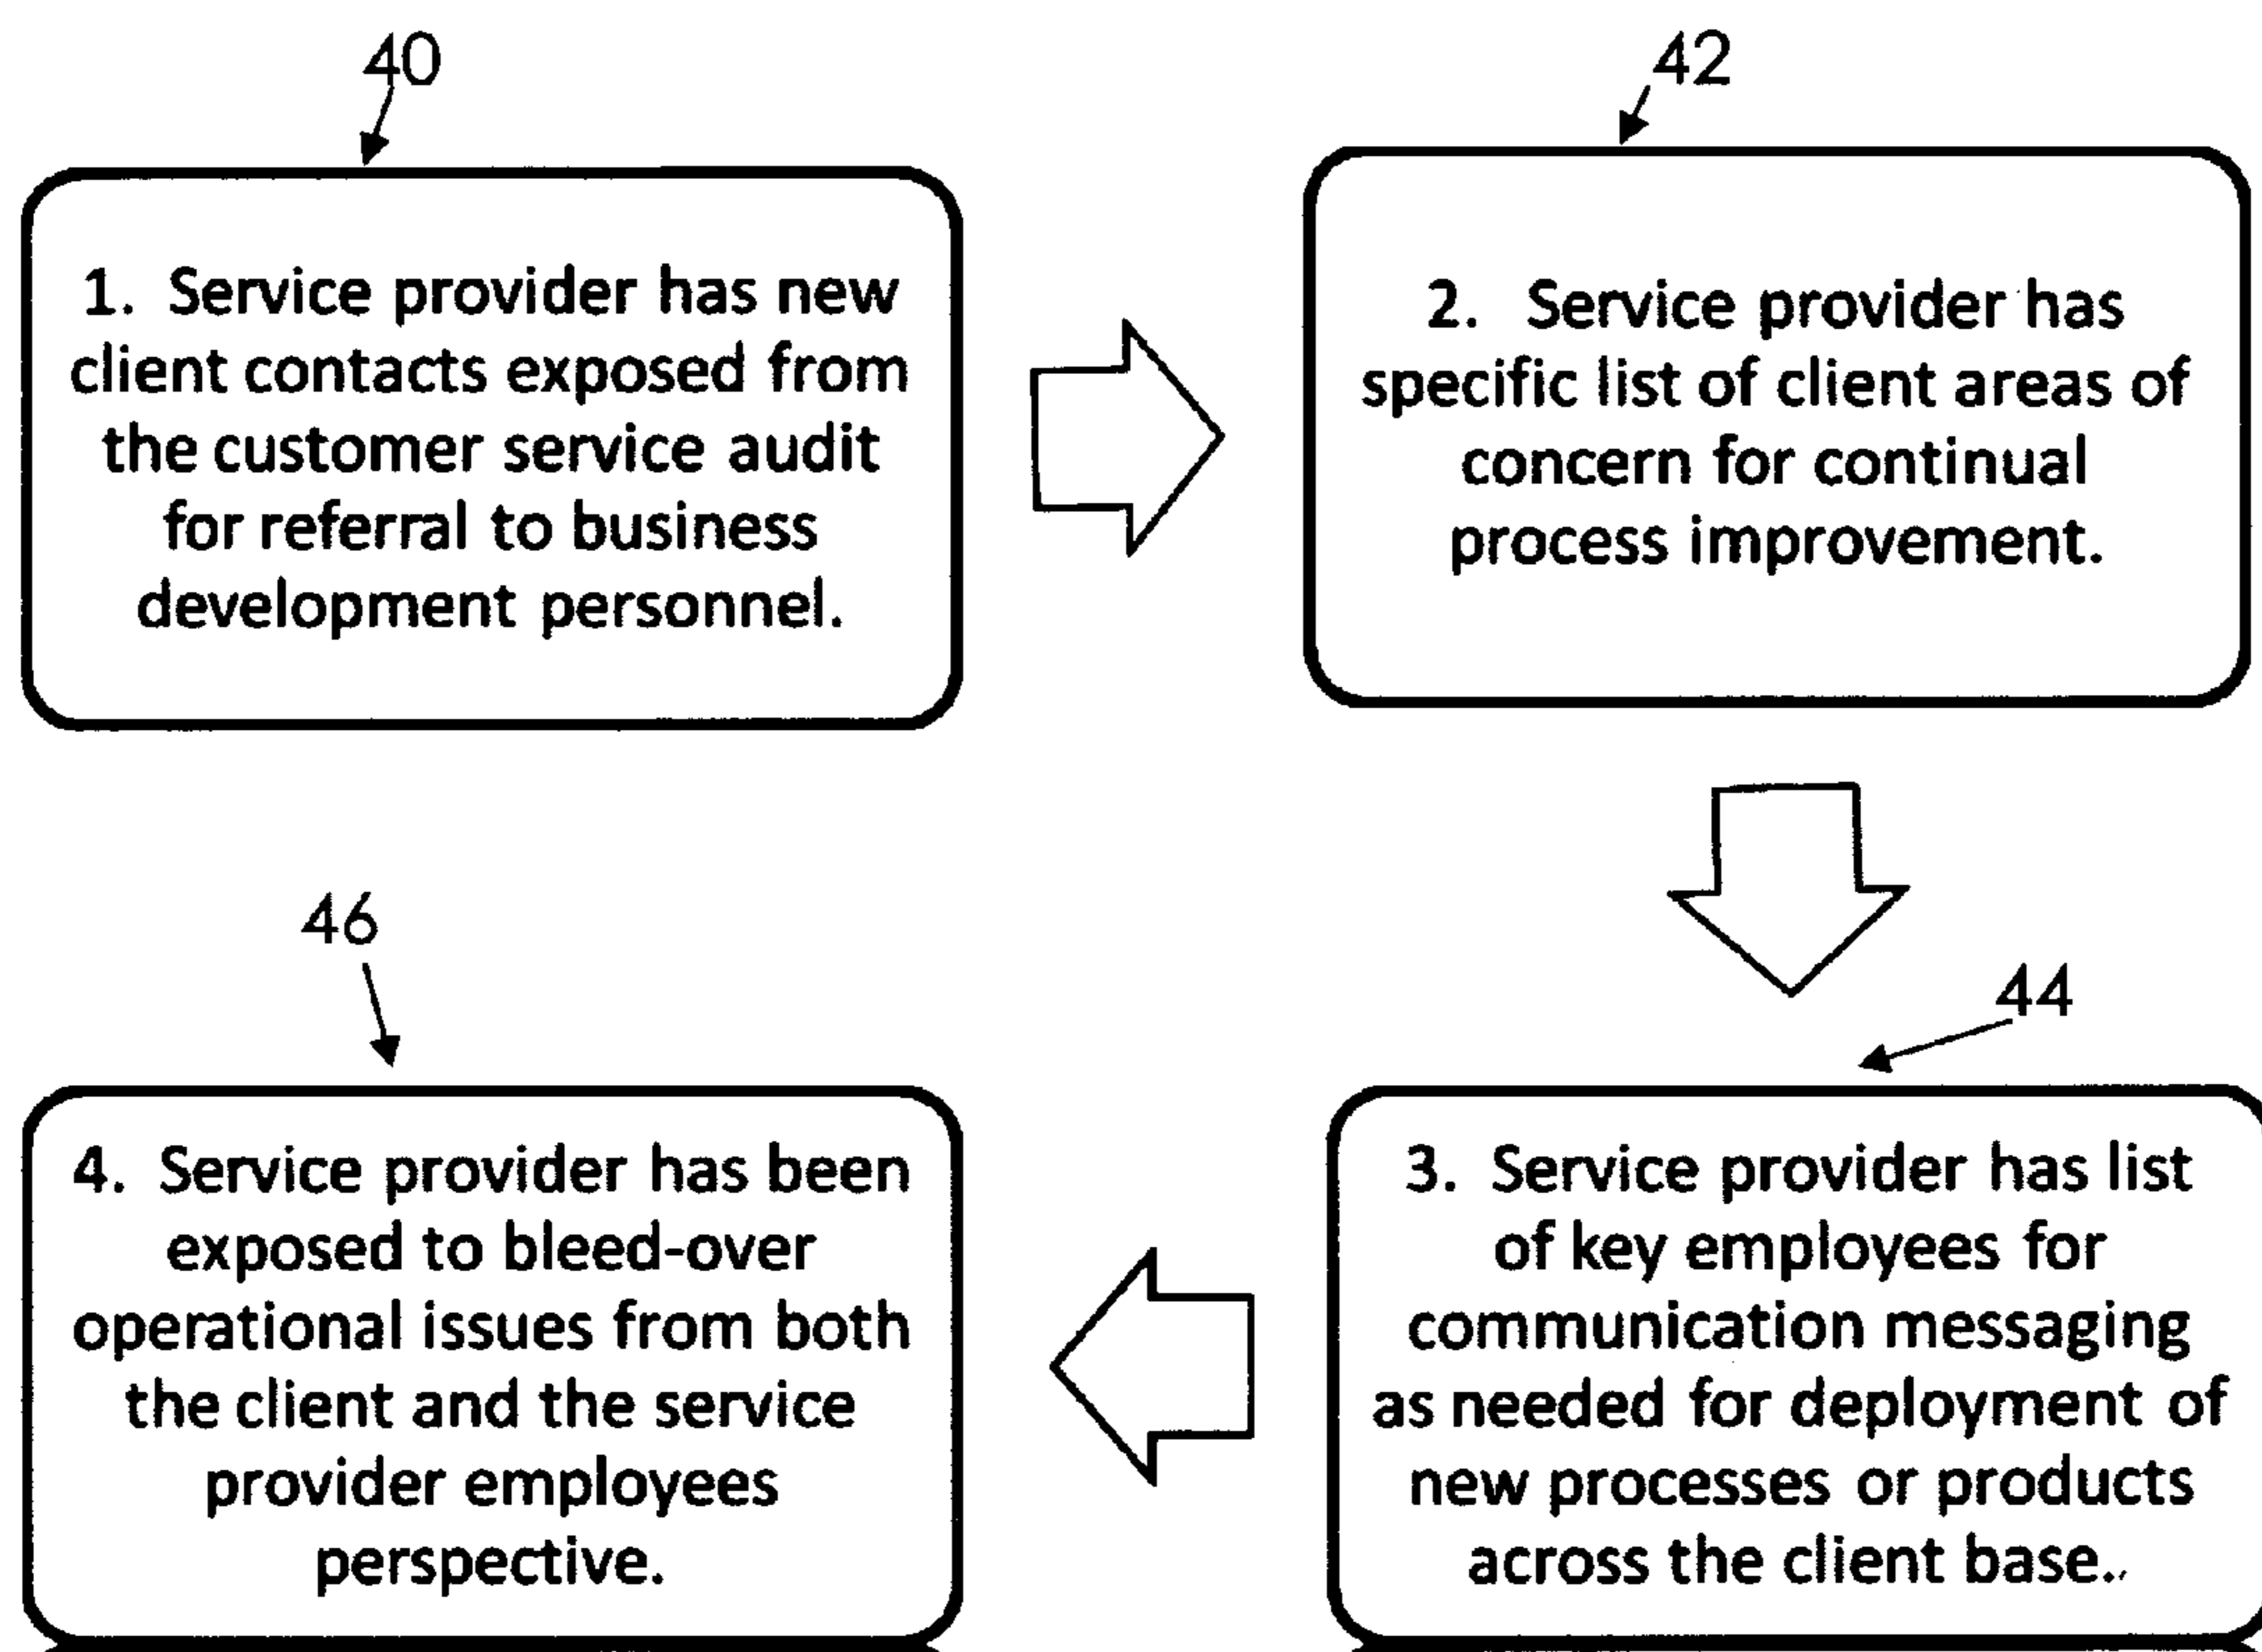 40
1. Service provider has new
client contacts exposed from
the customer service audit
for referral to business
development personnel.
42
2. Service provider has
specific list of client areas of
concern for continual
process improvement.
44
3. Service provider has list
of key employees for
communication messaging
as needed for deployment of
new processes or products
across the client base.
46
4. Service provider has been
exposed to bleed-over
operational issues from both
the client and the service
provider employees
perspective.